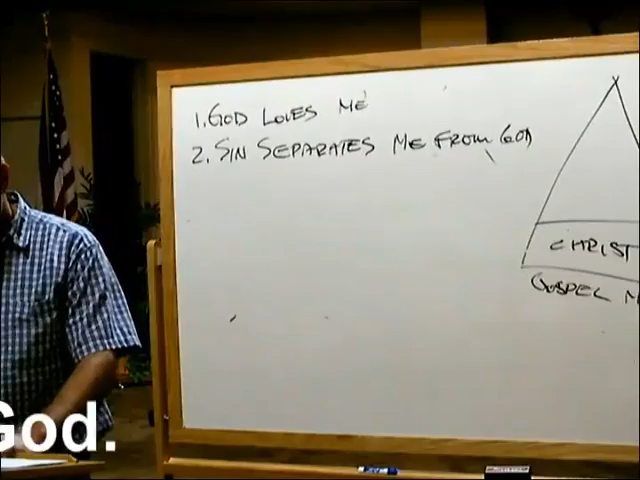 1. GOD LOVES ME
2. SIN SEPARATES ME FROM GOD
CHRIST
GOSPEL M
God.